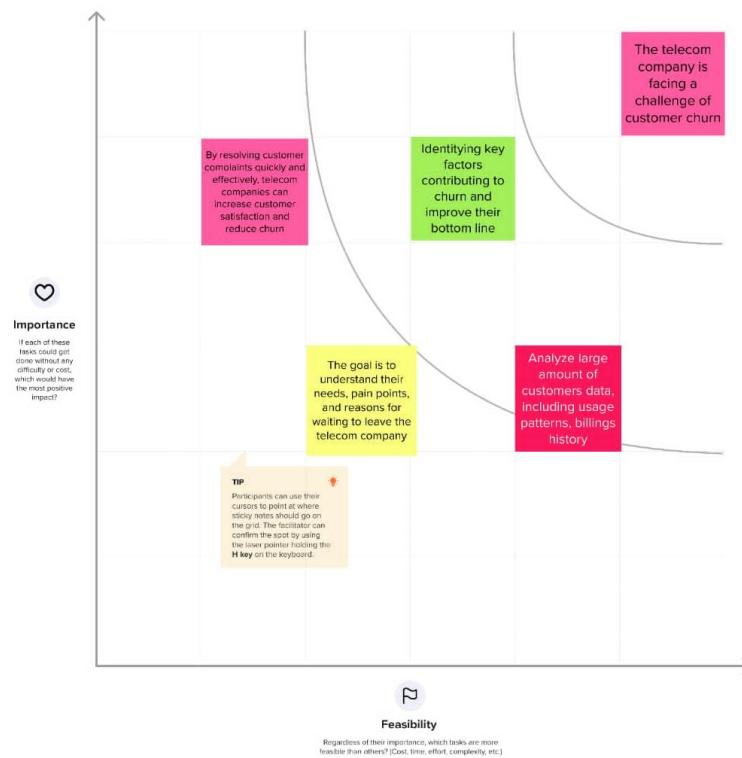 The telecom
company is
facing a
challenge of
customer churn
By resolving customer
comolaints quickly and
effectively, telecom
companies can
increase customer
satisfaction and
reduce churn
Identitying key
factors
contributing to
churn and
improve their
bottom line
Importance
If each of these
tasks could get
done without any
difficulty or cost,
which would have
the most positive
impact?
The goal is to
understand their
needs, pain points,
and reasons for
waiting to leave the
telecom company
Analyze large
amount of
customers data,
including usage
patterns, billings
history
TIP
Participants can use their
cursors to point at where
sticky notes should go on
the grid. The facilitator can
confirm the spot by using
the laser pointer holding the
H key on the keyboard.
Feasibility
Regardless of their importance, which tasks are more
feasible than others? (Cost, time, effort, complexity, etc.)